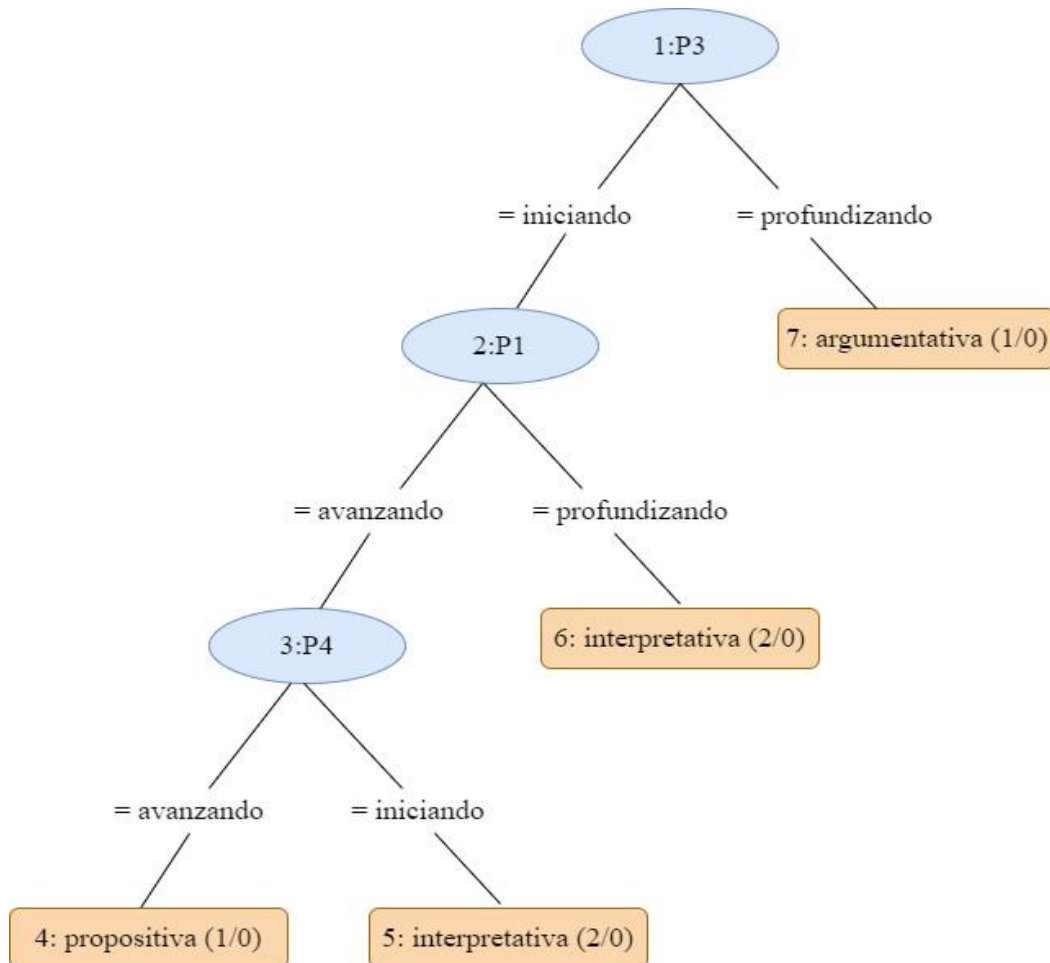 1:P3
= iniciando
= profundizando
2:P1
7: argumentativa (1/0)
= avanzando
= profundizando
3:P4
6: interpretativa (2/0)
= avanzando
= iniciando
4: propositiva (1/0)
5: interpretativa (2/0)